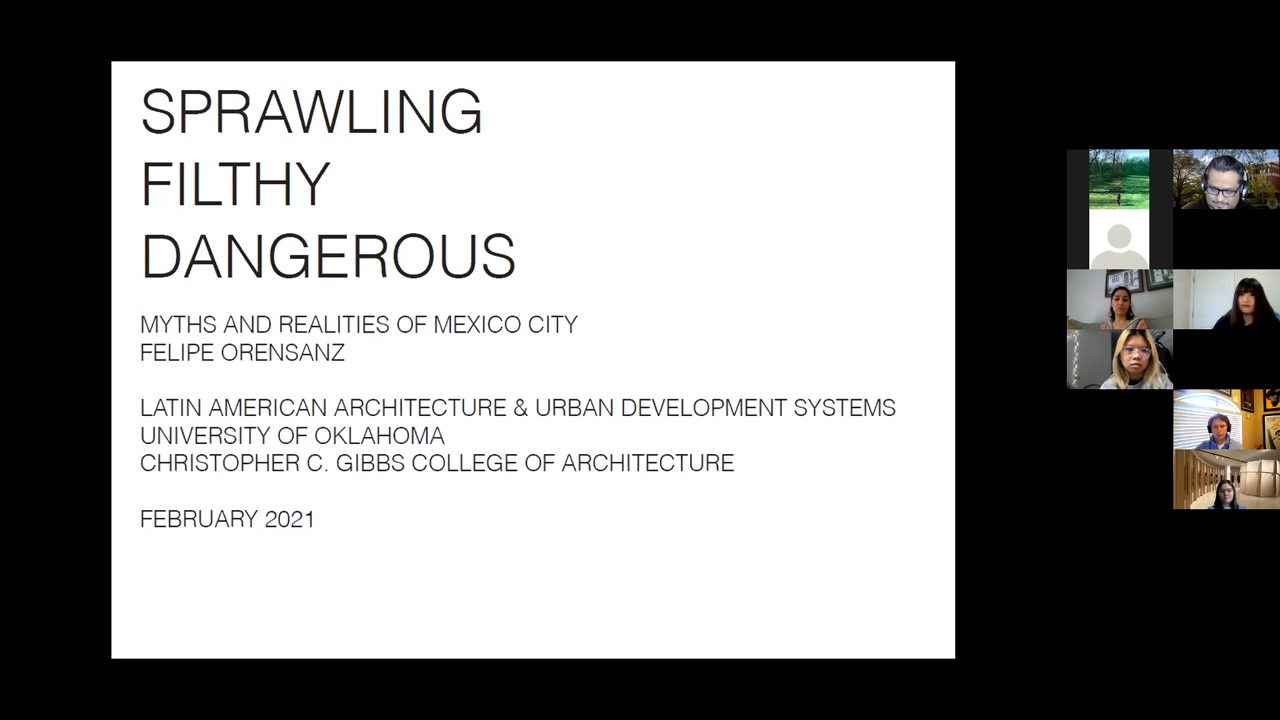 SPRAWLING
FILTHY
DANGEROUS
MYTHS AND REALITIES OF MEXICO CITY
FELIPE ORENSANZ
LATIN AMERICAN ARCHITECTURE & URBAN DEVELOPMENT SYSTEMS
UNIVERSITY OF OKLAHOMA
CHRISTOPHER C. GIBBS COLLEGE OF ARCHITECTURE
FEBRUARY 2021